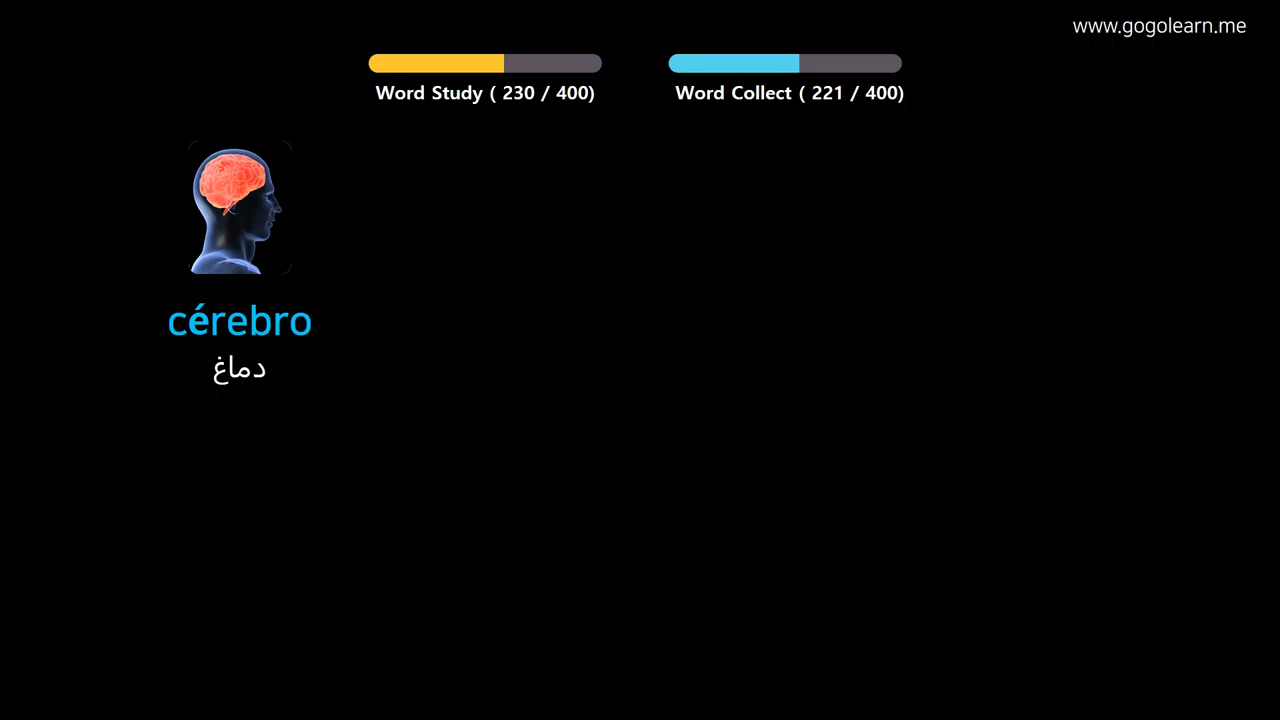 www.gogolearn.me
Word Study ( 230 / 400)
Word Collect ( 221 / 400)
cérebro
دماغ